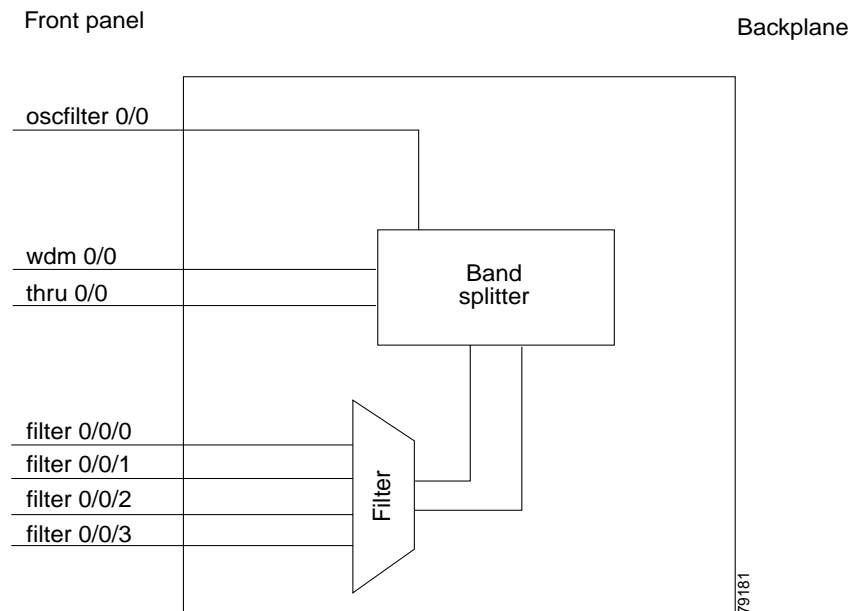 Front panel
Backplane
oscfilter 0/0
wdm 0/0
thru 0/0
Band
splitter
filter 0/0/0
filter 0/0/1
filter 0/0/2
filter 0/0/3
Filter
79181